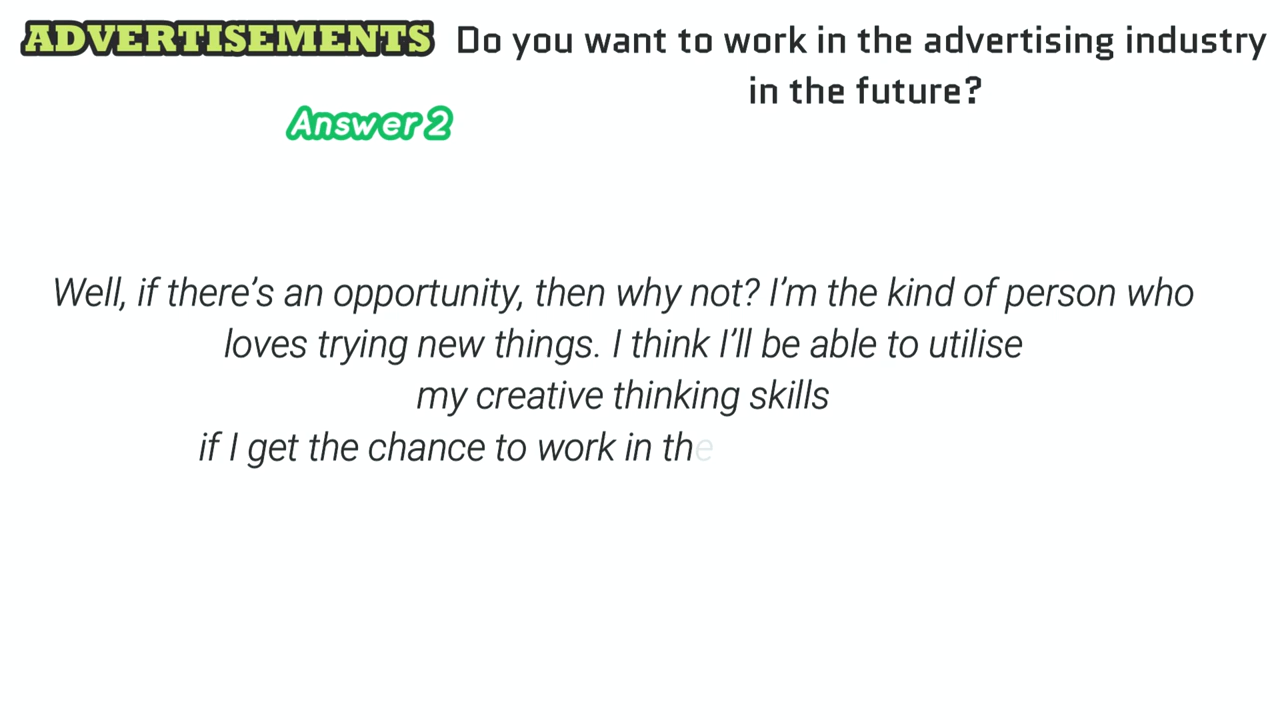 ADVERTISEMENTS Do you want to work in the advertising industry
in the future?
Answer 2
Well, if there's an opportunity, then why not? I'm the kind of person who
loves trying new things. I think I'll be able to utilise
my creative thinking skills
if I get the chance to work in the